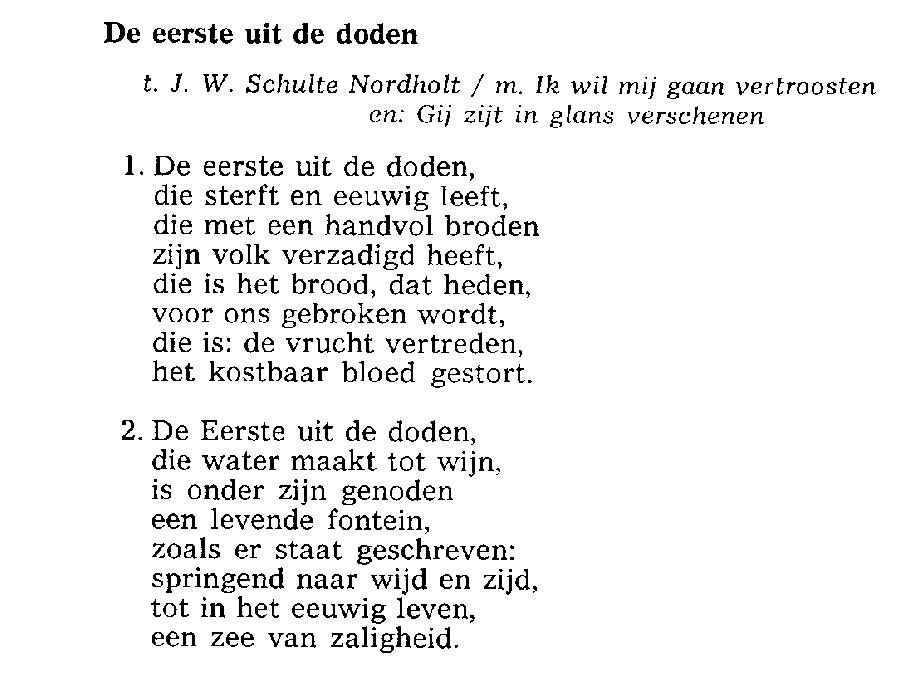 De eerste uit de doden
t. J. W. Schulte Nordholt / m. Ik wil mij gaan vertroosten
en: Gij zijt in glans verschenen
1. De eerste uit de doden,
die sterft en eeuwig leeft,
die met een handvol broden
zijn volk verzadigd heeft,
die is het brood, dat heden,
voor ons gebroken wordt,
die is: de vrucht vertreden,
het kostbaar bloed gestort.
2. De Eerste uit de doden,
die water maakt tot wijn,
is onder zijn genoden
een levende fontein,
zoals er staat geschreven:
springend naar wijd en zijd,
tot in het eeuwig leven,
een zee van zaligheid.